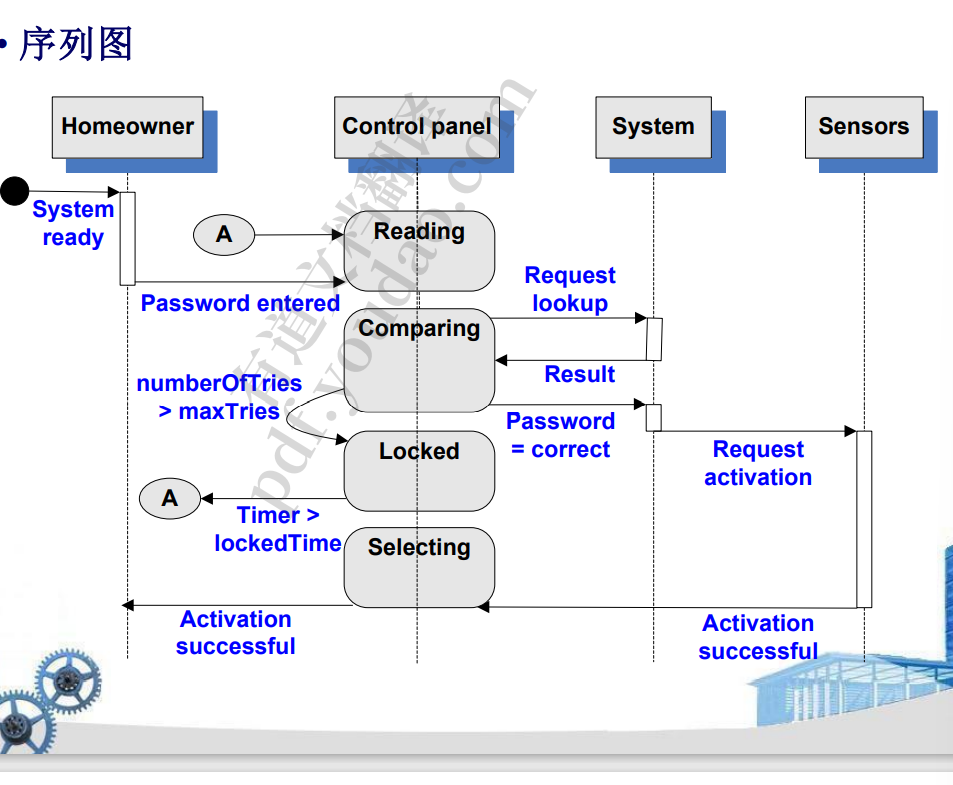 • 序列图
Homeowner
Control panel
System
Sensors
System
ready
A
Reading
Password entered
Request
lookup
Comparing
Result
numberOfTries
> maxTries
Password
= correct
Request
activation
Locked
A
Timer >
lockedTime
Selecting
Activation
successful
Activation
successful
有道文档翻译
pdf.youdao.com